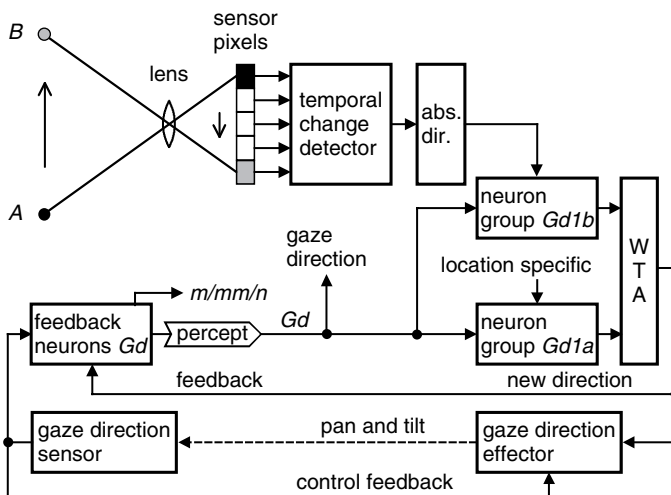 B
sensor
pixels
lens
temporal
change
detector
abs.
dir.
A
neuron
group Gd1b
W
T
A
gaze
direction
location specific
m/mm/n
feedback
neurons Gd
percept
Gd
neuron
group Gd1a
feedback
new direction
gaze direction
sensor
pan and tilt
gaze direction
effector
control feedback